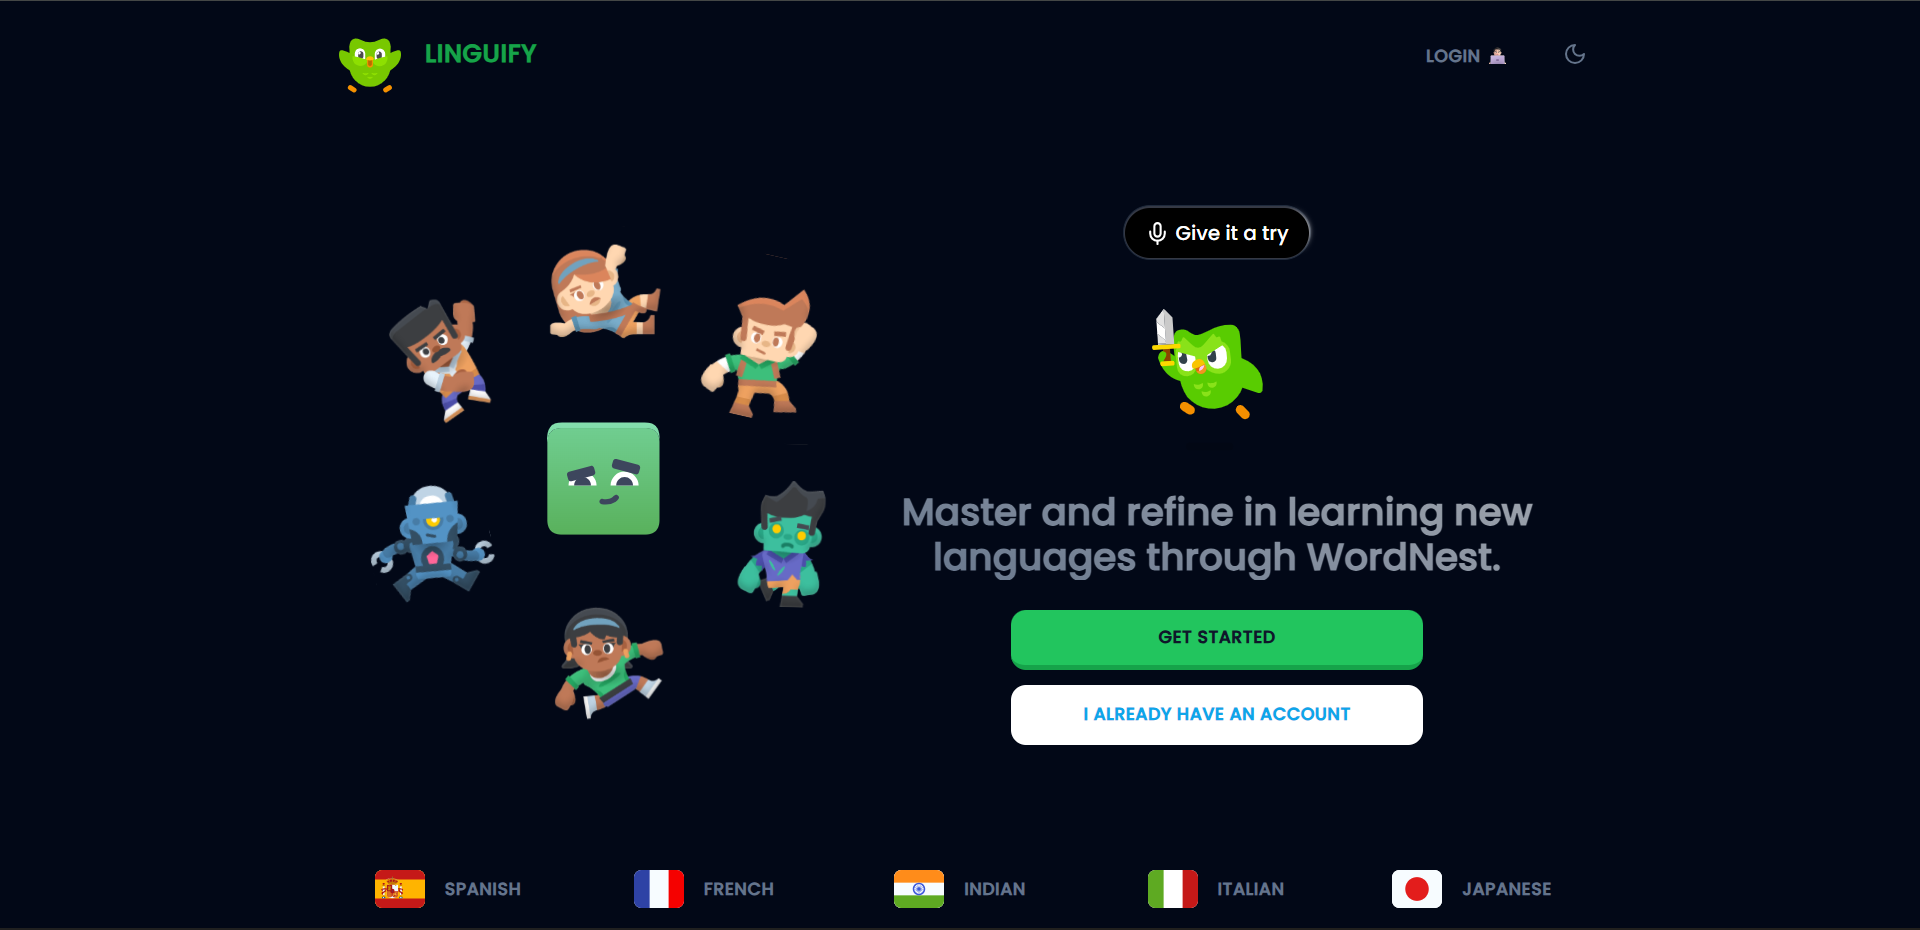 LINGUIFY
LOGIN
Give it a try
Master and refine in learning new
languages through WordNest.
GET STARTED
I ALREADY HAVE AN ACCOUNT
SPANISH
FRENCH
INDIAN
ITALIAN
JAPANESE